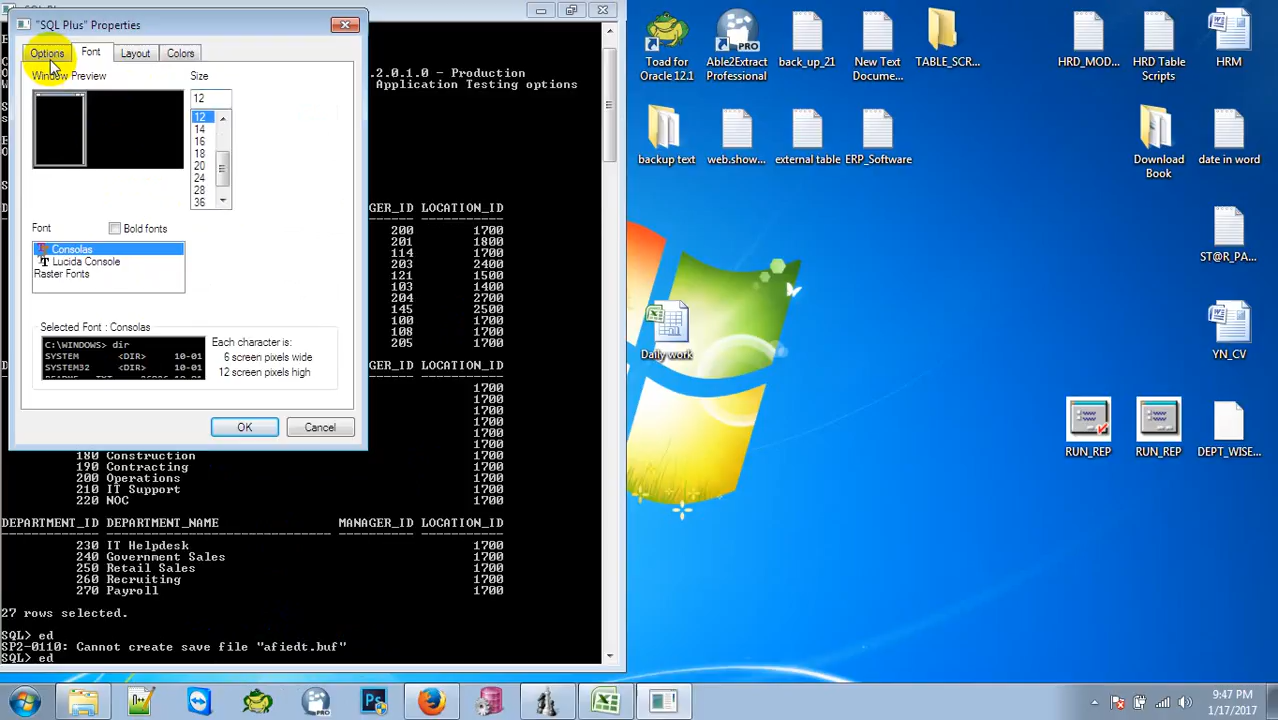 "SQL Plus" Properties
Options
Font
Layout
Colors
Window Preview
Size
12
12
14
16
18
20
24
28
36
Font
Bold fonts
Consolas
Lucida Console
Raster Fonts
Selected Font : Consolas
C:\WINDOWS> dir
SYSTEM <DIR> 10-01
SYSTEM32 <DIR> 10-01
Each character is:
6 screen pixels wide
12 screen pixels high
OK
Cancel
.2.0.1.0 - Production
Application Testing options
GER_ID LOCATION_ID
200 1700
201 1800
114 1700
203 2400
121 1500
103 1400
204 2700
145 2500
100 1700
108 1700
205 1700
GER_ID LOCATION_ID
1700
1700
1700
1700
1700
1700
180 Construction 1700
190 Contracting 1700
200 Operations 1700
210 IT Support 1700
220 NOC 1700
DEPARTMENT_ID DEPARTMENT_NAME MANAGER_ID LOCATION_ID
230 IT Helpdesk 1700
240 Government Sales 1700
250 Retail Sales 1700
260 Recruiting 1700
270 Payroll 1700
27 rows selected.
SQL> ed
SP2-0110: Cannot create save file "afiedt.buf"
SQL> ed
Toad for
Oracle 12.1
Able2Extract
Professional
back_up_21
New Text
Docume...
TABLE_SCR...
HRD_MOD...
HRD Table
Scripts
HRM
backup text
web.show...
external table
ERP_Software
Download
Book
date in word
ST@R_PA...
Daily work
YN_CV
RUN_REP
RUN_REP
DEPT_WISE...
9:47 PM
1/17/2017